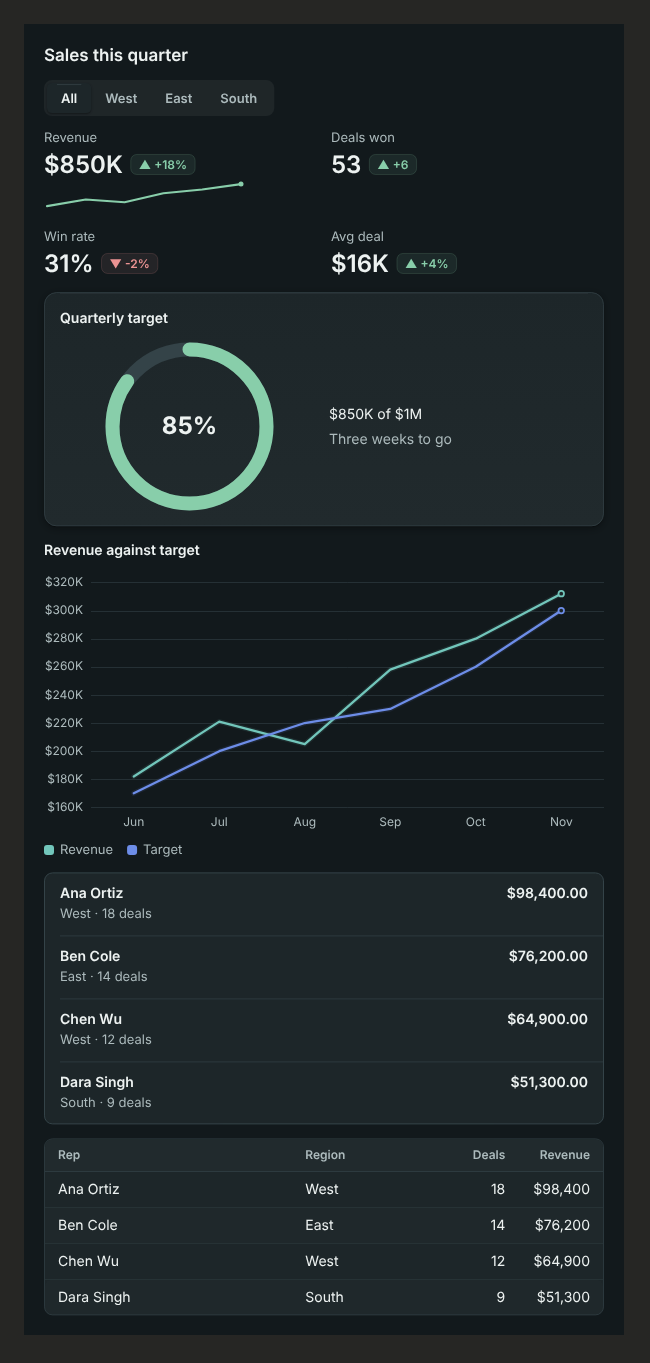 Sales this quarter
All West East South
Revenue Deals won
$850K ▲ +18% 53 ▲ +6
Win rate Avg deal
31% ▼ -2% $16K ▲ +4%
Quarterly target
85%
$850K of $1M
Three weeks to go
Revenue against target
$320K
$300K
$280K
$260K
$240K
$220K
$200K
$180K
$160K
Jun Jul Aug Sep Oct Nov
Revenue Target
Ana Ortiz $98,400.00
West · 18 deals
Ben Cole $76,200.00
East · 14 deals
Chen Wu $64,900.00
West · 12 deals
Dara Singh $51,300.00
South · 9 deals
Rep Region Deals Revenue
Ana Ortiz West 18 $98,400
Ben Cole East 14 $76,200
Chen Wu West 12 $64,900
Dara Singh South 9 $51,300